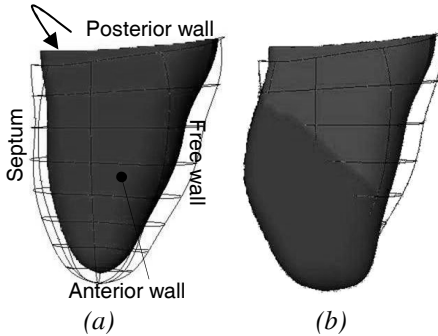 Posterior wall
Septum
Free wall
Anterior wall
(a)
(b)